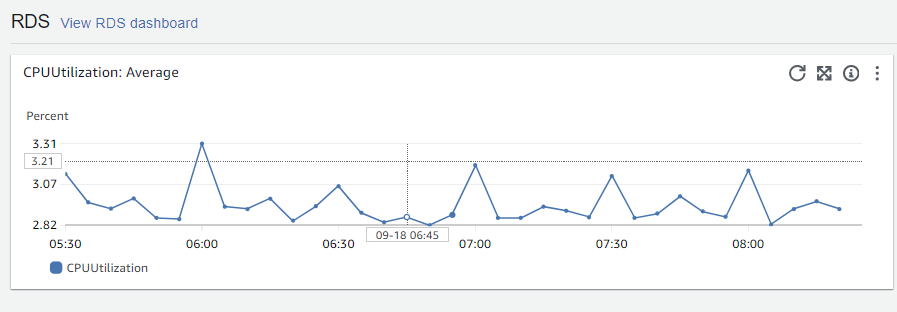 RDS View RDS dashboard
CPUUtilization: Average
Percent
3.31
3.21
3.07
2.82
05:30 06:00 06:30 07:00 07:30 08:00
09-18 06:45
CPUUtilization